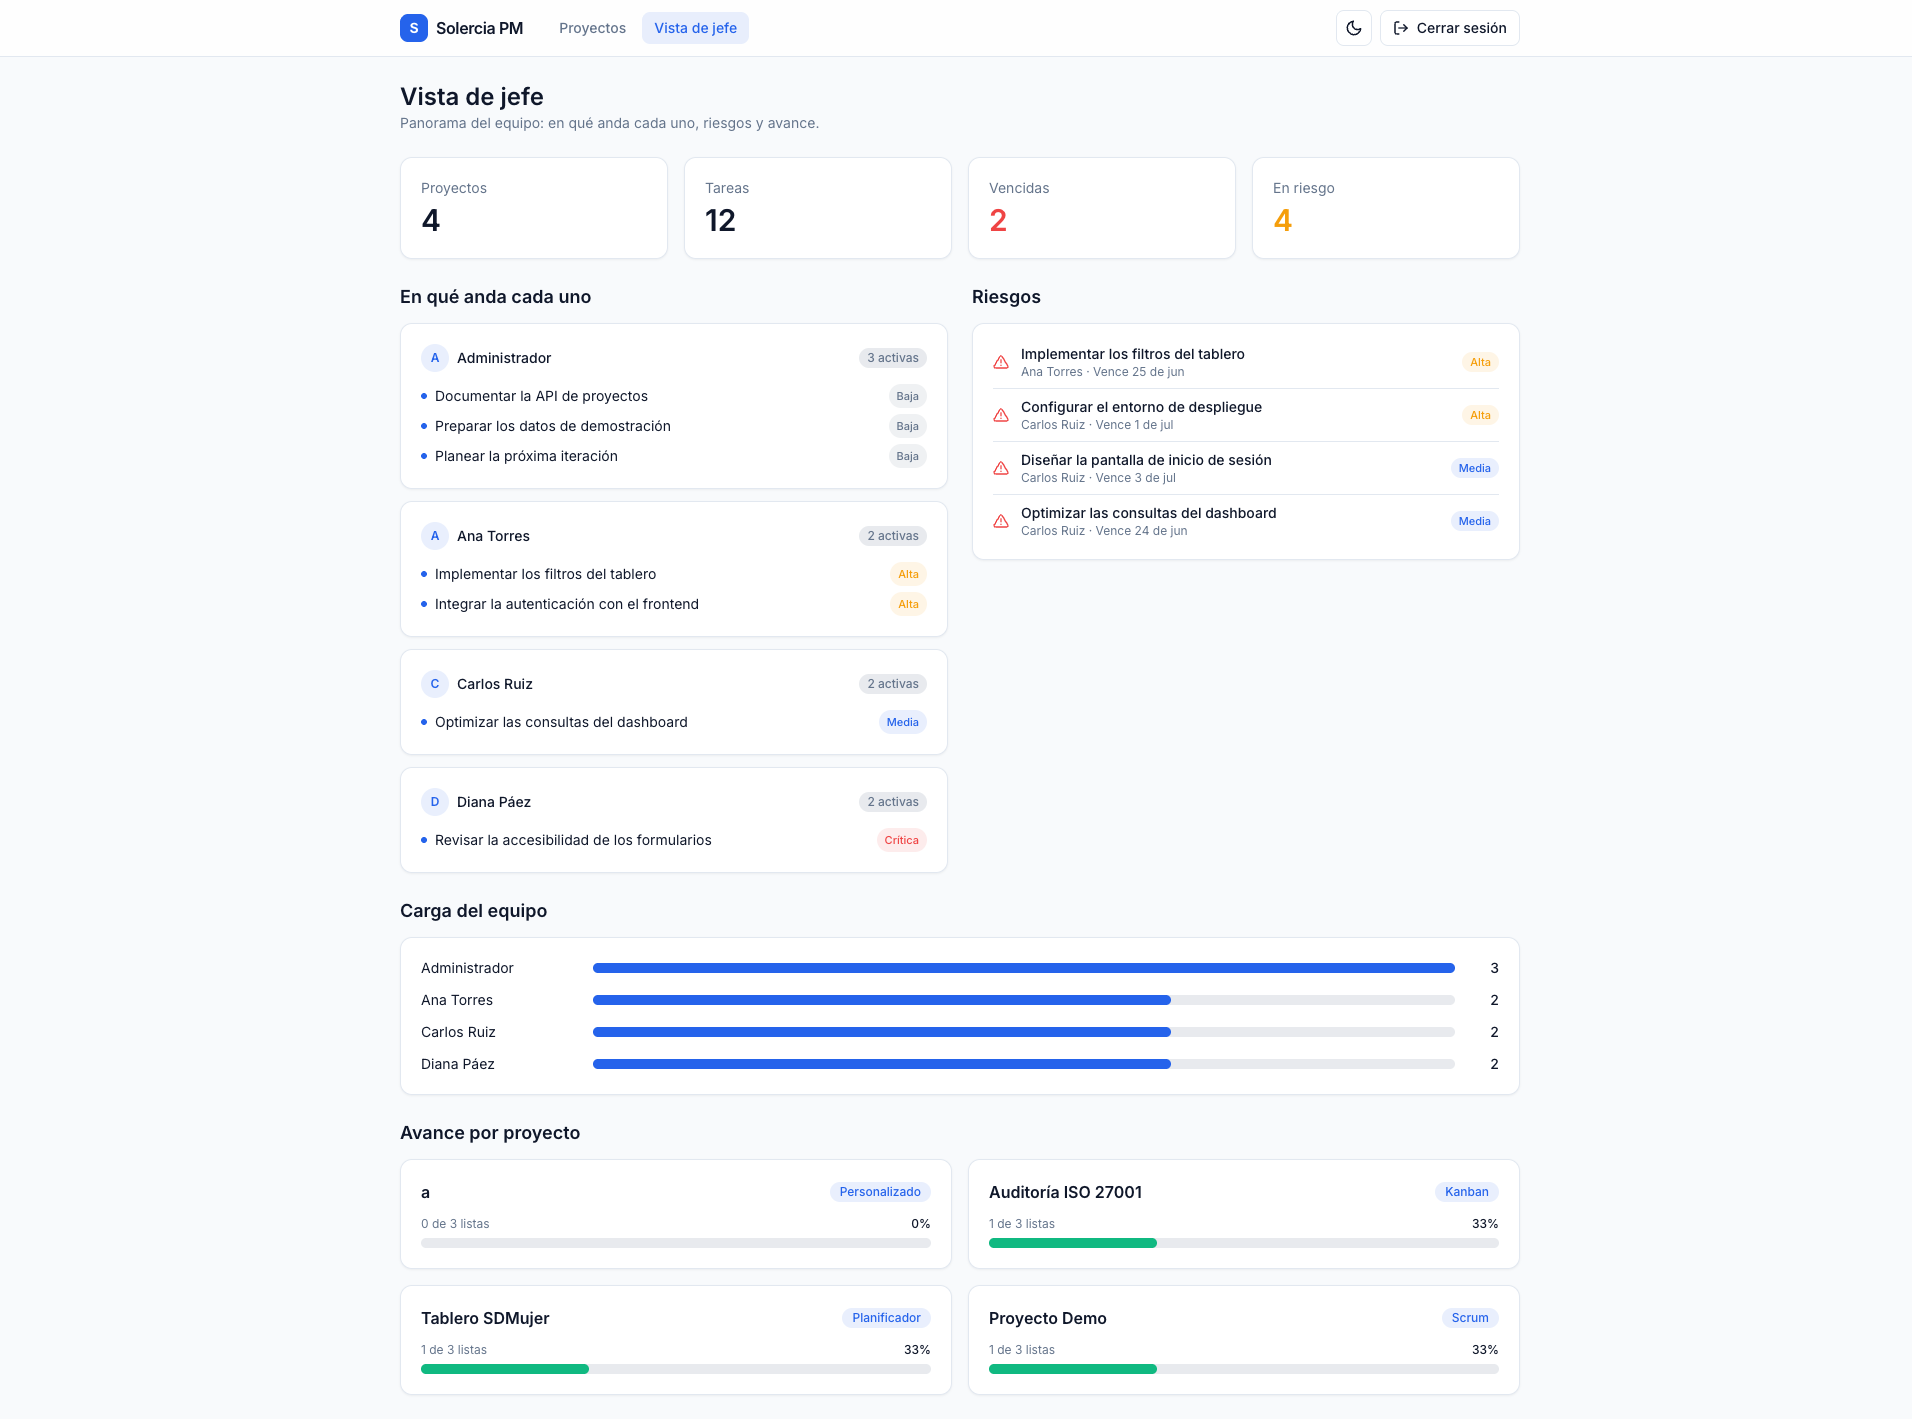 S Solercia PM Proyectos Vista de jefe Cerrar sesión
Vista de jefe
Panorama del equipo: en qué anda cada uno, riesgos y avance.
Proyectos
4
Tareas
12
Vencidas
2
En riesgo
4
En qué anda cada uno
A Administrador 3 activas
Documentar la API de proyectos Baja
Preparar los datos de demostración Baja
Planear la próxima iteración Baja
A Ana Torres 2 activas
Implementar los filtros del tablero Alta
Integrar la autenticación con el frontend Alta
C Carlos Ruiz 2 activas
Optimizar las consultas del dashboard Media
D Diana Páez 2 activas
Revisar la accesibilidad de los formularios Crítica
Riesgos
Implementar los filtros del tablero Alta
Ana Torres · Vence 25 de jun
Configurar el entorno de despliegue Alta
Carlos Ruiz · Vence 1 de jul
Diseñar la pantalla de inicio de sesión Media
Carlos Ruiz · Vence 3 de jul
Optimizar las consultas del dashboard Media
Carlos Ruiz · Vence 24 de jun
Carga del equipo
Administrador 3
Ana Torres 2
Carlos Ruiz 2
Diana Páez 2
Avance por proyecto
a Personalizado
0 de 3 listas 0%
Auditoría ISO 27001 Kanban
1 de 3 listas 33%
Tablero SDMujer Planificador
1 de 3 listas 33%
Proyecto Demo Scrum
1 de 3 listas 33%